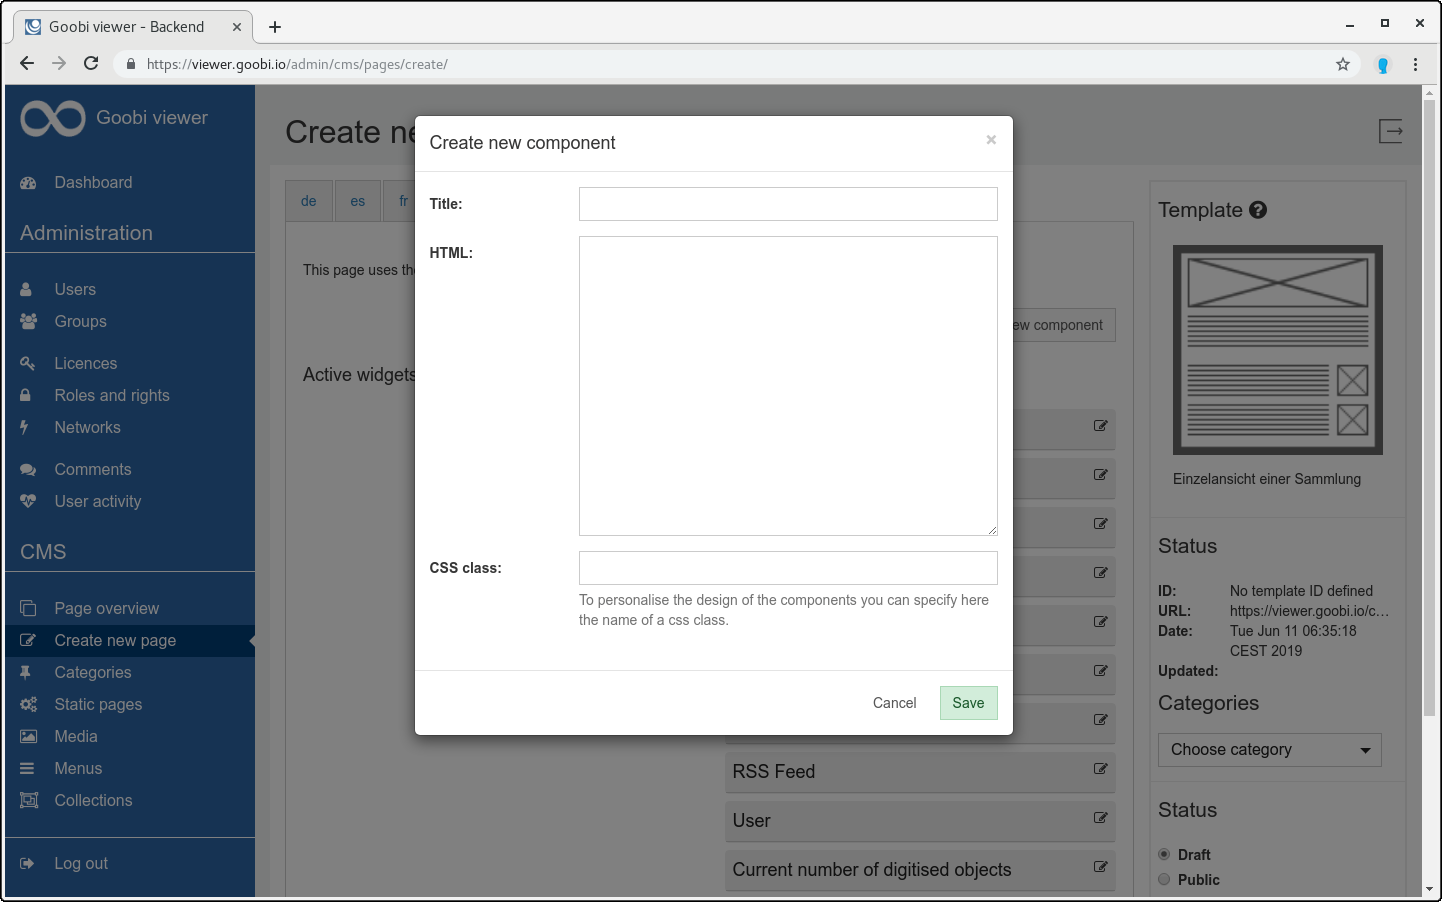 Goobi viewer - Backend
https://viewer.goobi.io/admin/cms/pages/create/
Goobi viewer
Dashboard
Administration
Users
Groups
Licences
Roles and rights
Networks
Comments
User activity
CMS
Page overview
Create new page
Categories
Static pages
Media
Menus
Collections
Log out
Create ne
de
es
fr
This page uses the
ew component
Active widgets
RSS Feed
User
Current number of digitised objects
Create new component
×
Title:
HTML:
CSS class:
To personalise the design of the components you can specify here
the name of a css class.
Cancel
Save
Template ?
Einzelansicht einer Sammlung
Status
ID: No template ID defined
URL: https://viewer.goobi.io/c...
Date: Tue Jun 11 06:35:18
CEST 2019
Updated:
Categories
Choose category
Status
Draft
Public